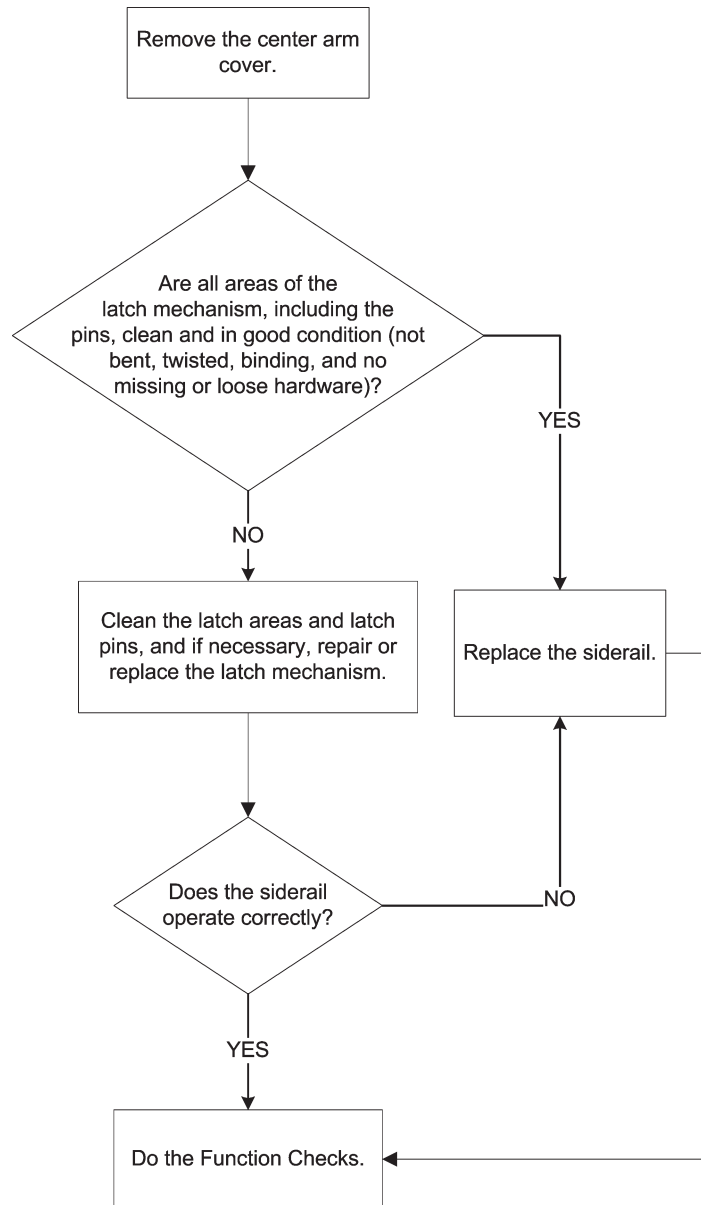 Remove the center arm
cover.
Are all areas of the
latch mechanism, including the
pins, clean and in good condition (not
bent, twisted, binding, and no
missing or loose hardware)?
YES
NO
Clean the latch areas and latch
pins, and if necessary, repair or
replace the latch mechanism.
Replace the siderail.
Does the siderail
operate correctly?
NO
YES
Do the Function Checks.